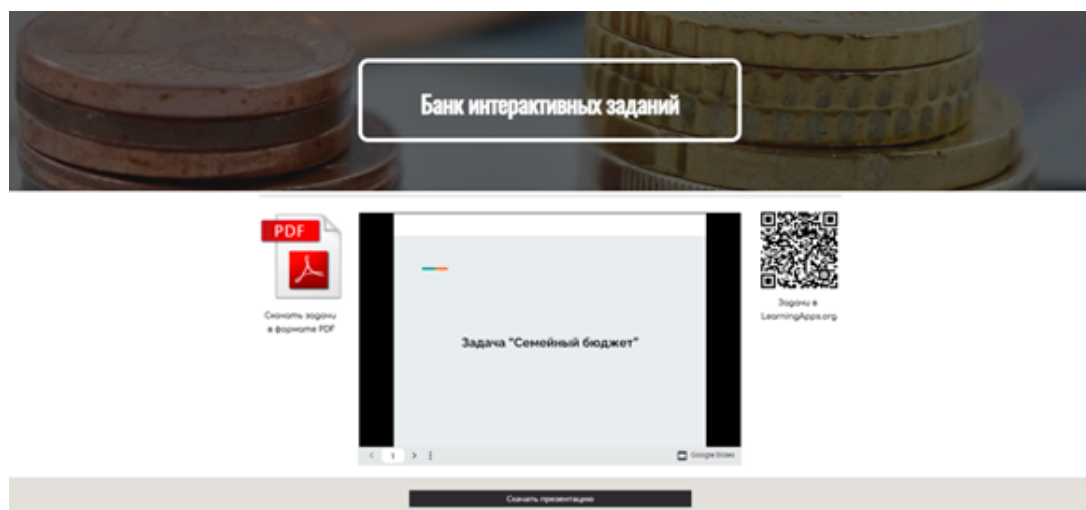 Банк интерактивных заданий
PDF
Скачать задачи
в формате PDF
Задача "Семейный бюджет"
Задачи в
LearningApps.org
1
Google Slides
Скачать презентацию